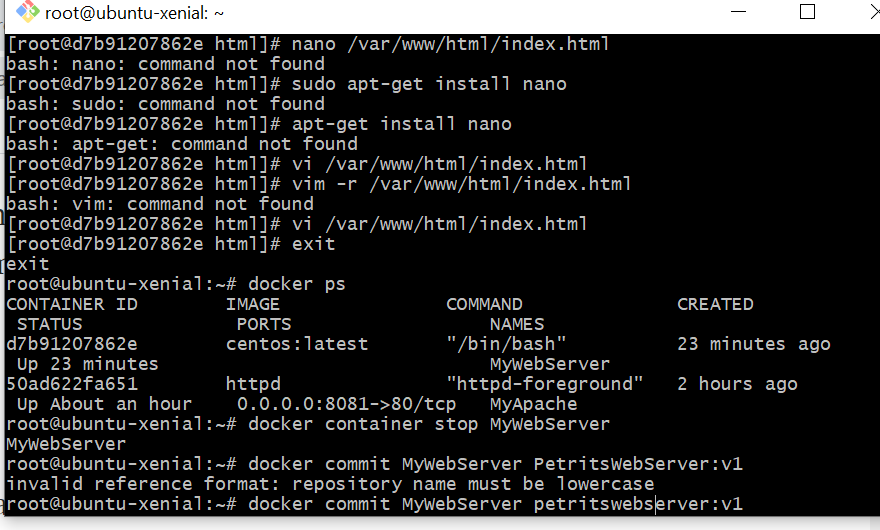 root@ubuntu-xenial: ~
[root@d7b91207862e html]# nano /var/www/html/index.html
bash: nano: command not found
[root@d7b91207862e html]# sudo apt-get install nano
bash: sudo: command not found
[root@d7b91207862e html]# apt-get install nano
bash: apt-get: command not found
[root@d7b91207862e html]# vi /var/www/html/index.html
[root@d7b91207862e html]# vim -r /var/www/html/index.html
bash: vim: command not found
[root@d7b91207862e html]# vi /var/www/html/index.html
[root@d7b91207862e html]# exit
exit
root@ubuntu-xenial:~# docker ps
CONTAINER ID        IMAGE               COMMAND              CREATED
 STATUS              PORTS                  NAMES
d7b91207862e        centos:latest       "/bin/bash"          23 minutes ago
 Up 23 minutes                              MyWebServer
50ad622fa651        httpd               "httpd-foreground"   2 hours ago
 Up About an hour    0.0.0.0:8081->80/tcp   MyApache
root@ubuntu-xenial:~# docker container stop MyWebServer
MyWebServer
root@ubuntu-xenial:~# docker commit MyWebServer PetritsWebServer:v1
invalid reference format: repository name must be lowercase
root@ubuntu-xenial:~# docker commit MyWebServer petritswebserver:v1